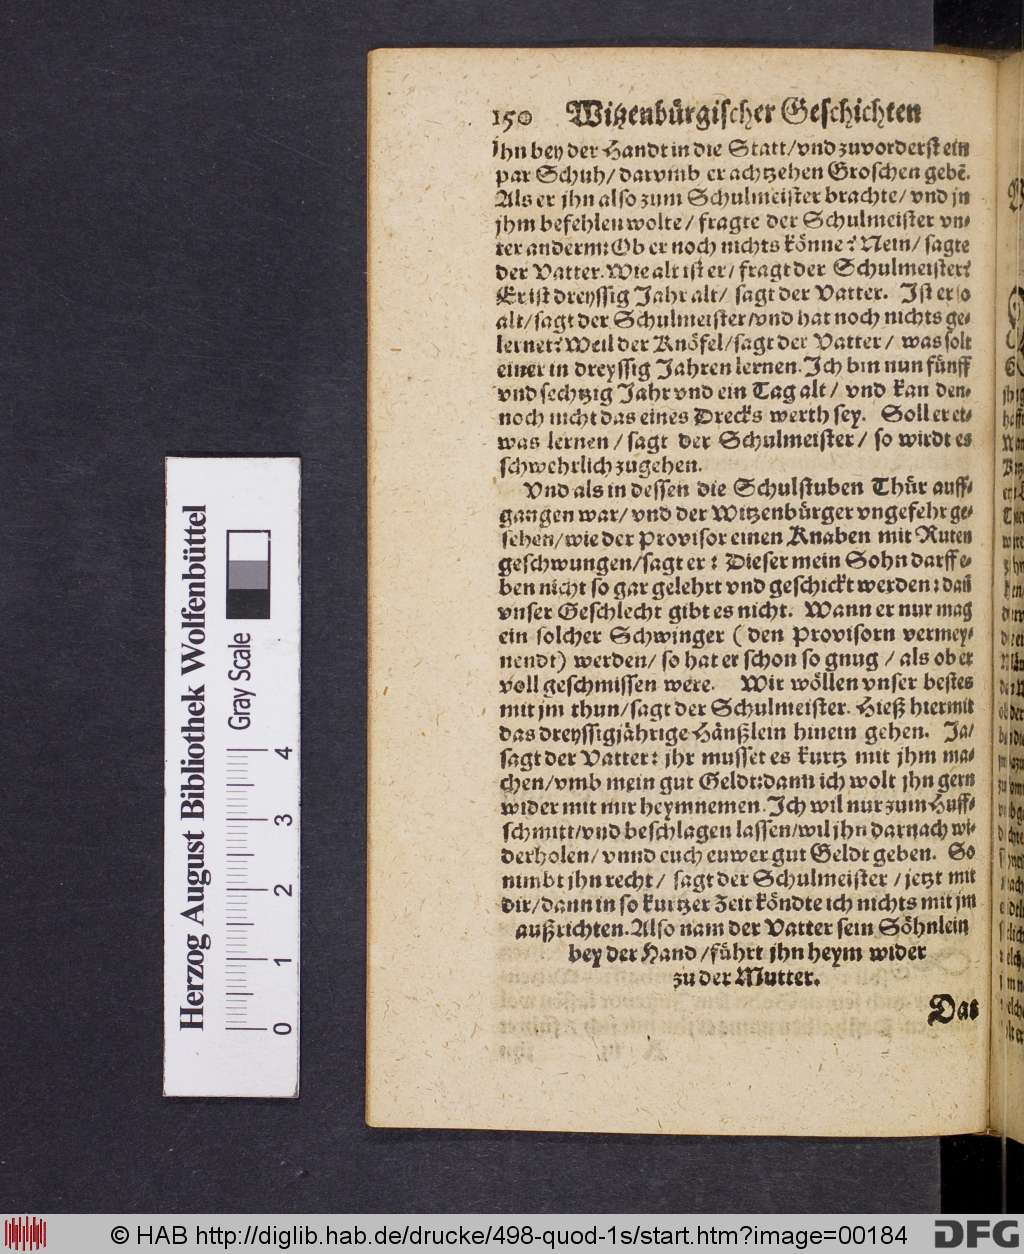 150 Witzenbürgischer Geschichten
ihn bey der Handt in die Statt/vnd zuvorderst ein
par Schuh/ darvmb er achtzehen Groschen gebē.
Als er jhn also zum Schulmeister brachte/ vnd jn
jhm befehlen wolte/ fragte der Schulmeister vn-
ter anderm: Ob er noch nichts könne? Nein/ sagte
der Vatter. Wie alt ist er/ fragt der Schulmeister?
Er ist dreyssig Jahr alt/ sagt der Vatter. Ist er so
alt/ sagt der Schulmeister/vnd hat noch nichts ge-
lernet? Weil der Knöfel/sagt der Vatter/ was solt
einer in dreyssig Jahren lernen. Ich bin nun fünff
vnd sechtzig Jahr vnd ein Tag alt/ vnd kan den-
noch nicht das eines Drecks werth sey. Soll er et-
was lernen/ sagt der Schulmeister/ so wirdt es
schwehrlich zugehen.
Vnd als in dessen die Schulstuben Thür auff-
gangen war/ vnd der Witzenbürger vngefehr ge-
sehen/ wie der Provisor einen Knaben mit Ruten
geschwungen/sagt er: Dieser mein Sohn darff e-
ben nicht so gar gelehrt vnd geschickt werden: dañ
vnser Geschlecht gibt es nicht. Wann er nur mag
ein solcher Schwinger (den Provisorn vermey-
nendt) werden/ so hat er schon so gnug/ als ob er
voll geschmissen were. Wir wöllen vnser bestes
mit jm thun/sagt der Schulmeister. Hieß hiermit
das dreyssigjährige Hänßlein hinein gehen. Ja/
sagt der Vatter: jhr musset es kurtz mit jhm ma-
chen/vmb mein gut Geldt: dann ich wolt jhn gern
wider mit mir heymnemen. Ich wil nur zum Huff-
schmitt/vnd beschlagen lassen/wil jhn darnach wi-
derholen/ vnnd euch euwer gut Geldt geben. So
nimbt jhn recht/ sagt der Schulmeister/ jetzt mit
dir/ dann in so kurtzer Zeit köndte ich nichts mit jm
außrichten. Also nam der Vatter sein Söhnlein
bey der Hand/führt jhn heym wider
zu der Mutter.
Das
Herzog August Bibliothek Wolfenbüttel
Gray Scale
0 1 2 3 4
© HAB http://diglib.hab.de/drucke/498-quod-1s/start.htm?image=00184
DFG